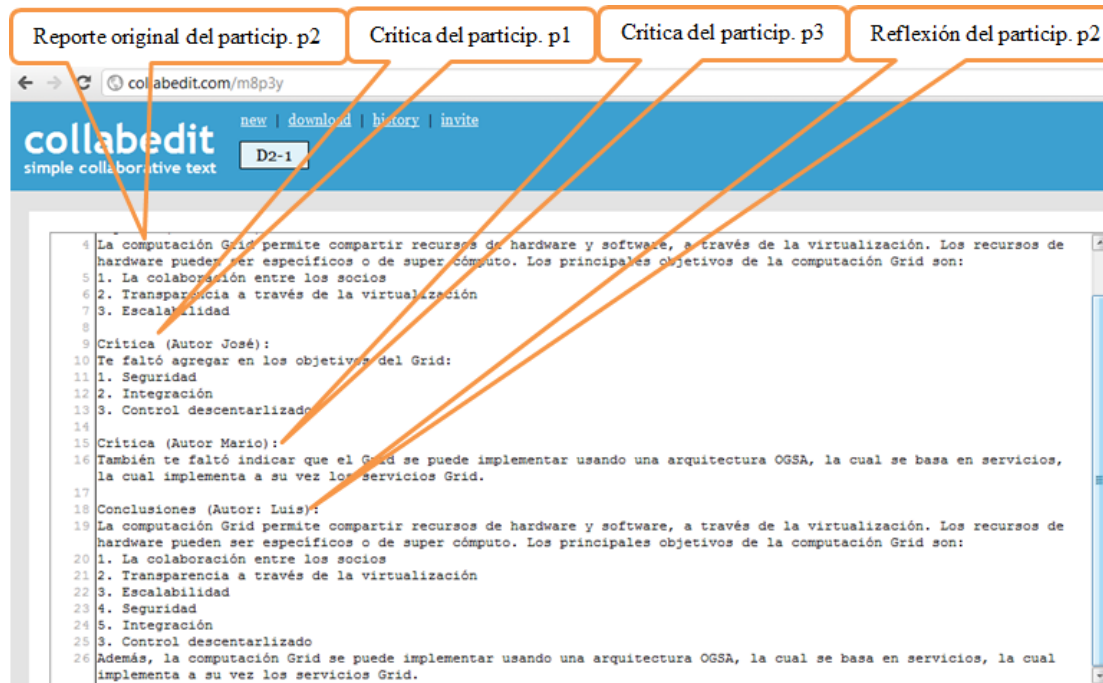 Reporte original del particip. p2
Crítica del particip. p1
Crítica del particip. p3
Reflexión del particip. p2
collabedit.com/m8p3y
new | download | history | invite
collabedit
simple collaborative text
D2-1
4 La computación Grid permite compartir recursos de hardware y software, a través de la virtualización. Los recursos de
hardware pueden ser específicos o de super cómputo. Los principales objetivos de la computación Grid son:
5 1. La colaboración entre los socios
6 2. Transparencia a través de la virtualización
7 3. Escalabilidad
8
9 Crítica (Autor José):
10 Te faltó agregar en los objetivos del Grid:
11 1. Seguridad
12 2. Integración
13 3. Control descentarlizado
14
15 Crítica (Autor Mario):
16 También te faltó indicar que el Grid se puede implementar usando una arquitectura OGSA, la cual se basa en servicios,
la cual implementa a su vez los servicios Grid.
17
18 Conclusiones (Autor: Luis):
19 La computación Grid permite compartir recursos de hardware y software, a través de la virtualización. Los recursos de
hardware pueden ser específicos o de super cómputo. Los principales objetivos de la computación Grid son:
20 1. La colaboración entre los socios
21 2. Transparencia a través de la virtualización
22 3. Escalabilidad
23 4. Seguridad
24 5. Integración
25 3. Control descentarlizado
26 Además, la computación Grid se puede implementar usando una arquitectura OGSA, la cual se basa en servicios, la cual
implementa a su vez los servicios Grid.